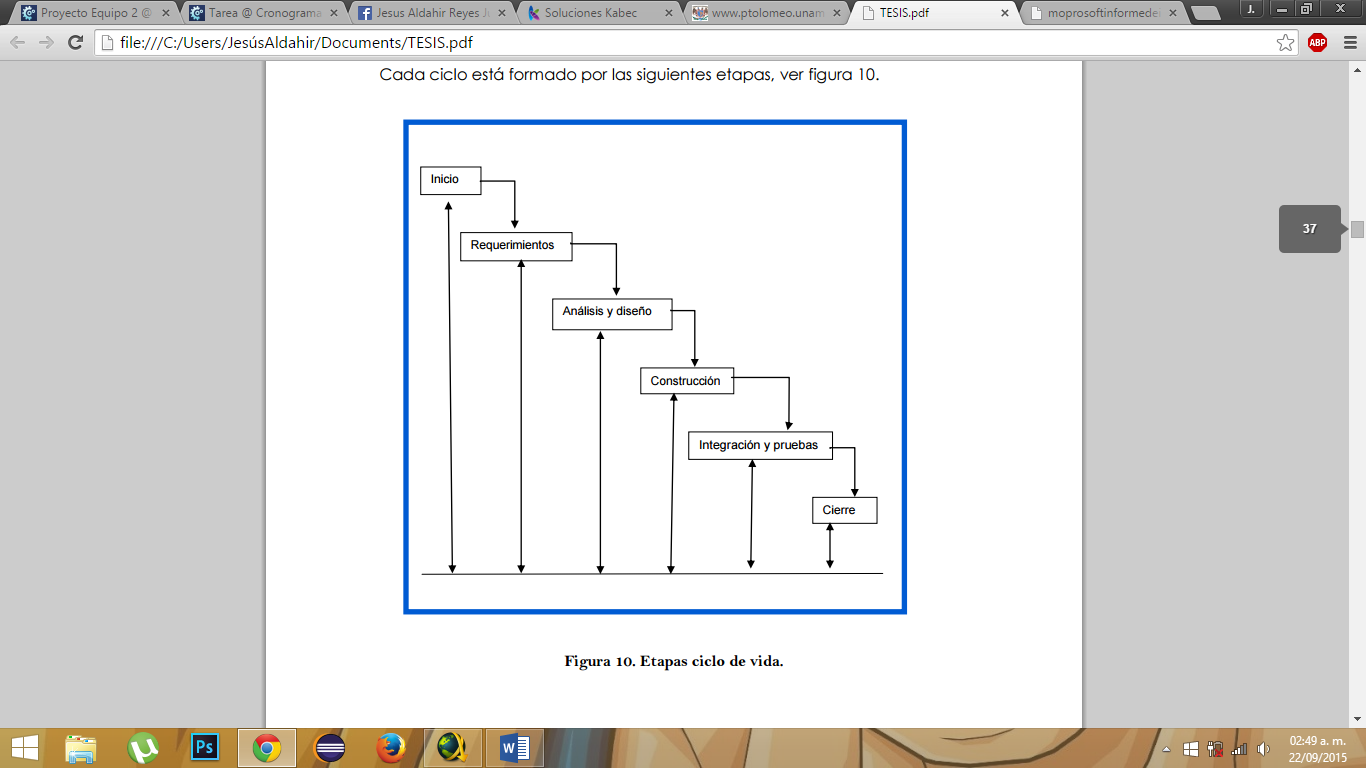 Proyecto Equipo 2 ©
Tarea @ Cronograma
Jesus Aldahir Reyes J
Soluciones Kabec
www.ptolomeo.unam
TESIS.pdf
moprosoftinformede
J.
file:///C:/Users/JesúsAldahir/Documents/TESIS.pdf
ABP
Cada ciclo está formado por las siguientes etapas, ver figura 10.
Inicio
Requerimientos
Análisis y diseño
Construcción
Integración y pruebas
Cierre
37
Figura 10. Etapas ciclo de vida.
Ps
02:49 a. m.
22/09/2015